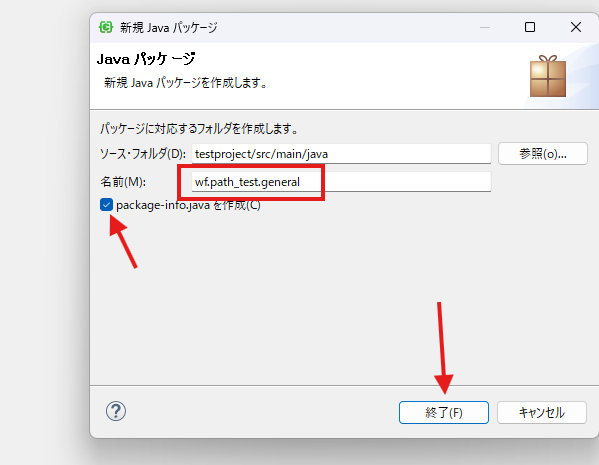 新規 Java パッケージ
Java パッケージ
新規 Java パッケージを作成します。
パッケージに対応するフォルダを作成します。
ソース・フォルダ(D): testproject/src/main/java 参照(o)...
名前(M): wf.path_test.general
package-info.java を作成(C)
? 終了(F) キャンセル